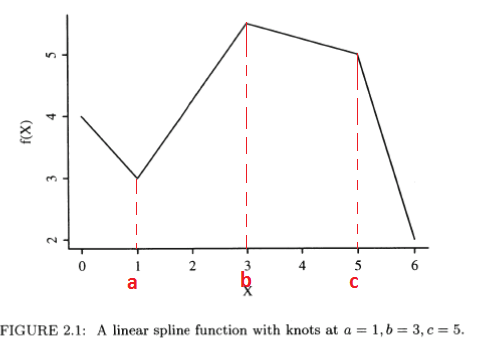 f(X)
5
4
3
2
0 1 2 3 4 5 6
a b c
X
FIGURE 2.1: A linear spline function with knots at a = 1, b = 3, c = 5.